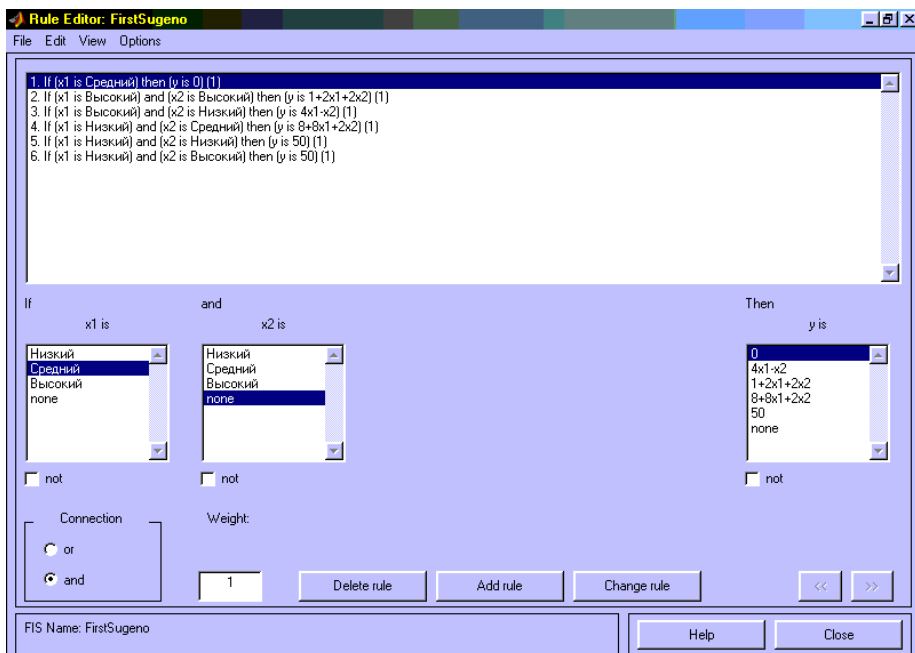 Rule Editor: FirstSugeno
File Edit View Options
1. If (x1 is Средний) then (y is 0) (1)
2. If (x1 is Высокий) and (x2 is Высокий) then (y is 1+2x1+2x2) (1)
3. If (x1 is Высокий) and (x2 is Низкий) then (y is 4x1-x2) (1)
4. If (x1 is Низкий) and (x2 is Средний) then (y is 8+8x1+2x2) (1)
5. If (x1 is Низкий) and (x2 is Низкий) then (y is 50) (1)
6. If (x1 is Низкий) and (x2 is Высокий) then (y is 50) (1)
If and Then
x1 is x2 is y is
Низкий
Средний
Высокий
none
Низкий
Средний
Высокий
none
0
4x1-x2
1+2x1+2x2
8+8x1+2x2
50
none
not not not
Connection Weight:
or
and 1 Delete rule Add rule Change rule << >>
FIS Name: FirstSugeno Help Close